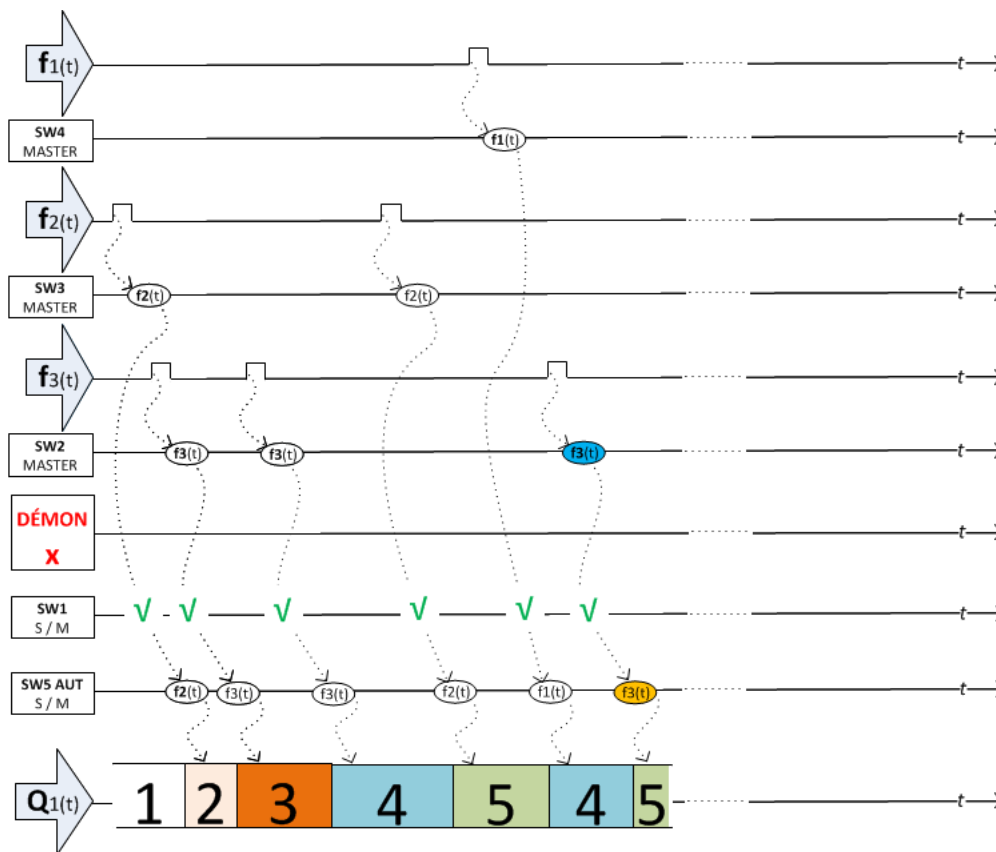 f1(t)
t
SW4
MASTER
f1(t)
t
f2(t)
t
SW3
MASTER
f2(t)
f2(t)
t
f3(t)
t
SW2
MASTER
f3(t)
f3(t)
f3(t)
t
DÉMON
X
t
SW1
S / M
√ √ √ √ √ √
t
SW5 AUT
S / M
f2(t)
f3(t)
f3(t)
f2(t)
f1(t)
f3(t)
t
Q1(t)
1 2 3 4 5 4 5
t